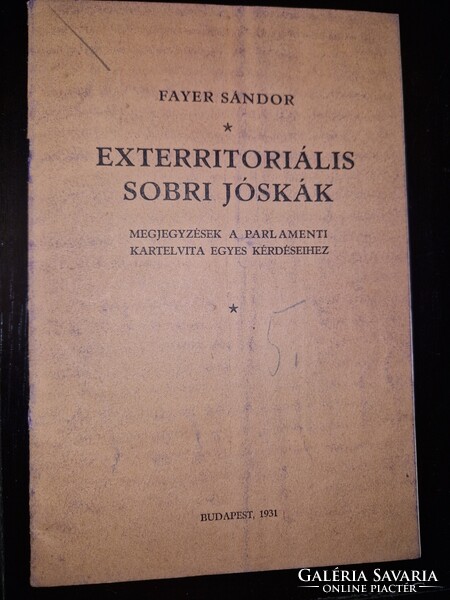 FAYER SÁNDOR
★
EXTERRITORIÁLIS
SOBRI JÓSKÁK
MEGJEGYZÉSEK A PARLAMENTI
KARTELVITA EGYES KÉRDÉSEIHEZ
★
5.
BUDAPEST, 1931
GALÉRIA SAVARIA
ONLINE PIACTÉR